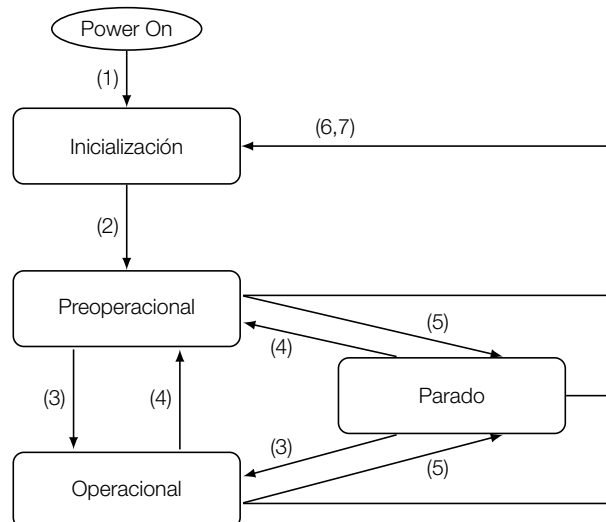 Power On
(1)
(6,7)
Inicialización
(2)
Preoperacional
(5)
(4)
(3)
(4)
Parado
(3)
(5)
Operacional